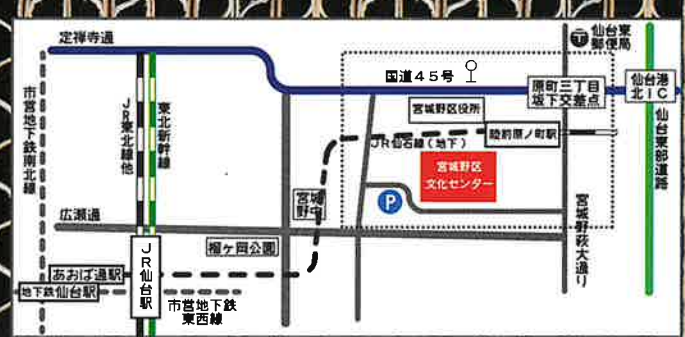 定禅寺通
仙台東
郵便局
国道45号
原町三丁目
坂下交差点
仙台港
北IC
市営地下鉄南北線
JR東北線他
東北新幹線
宮城野区役所
陸前原ノ町駅
JR仙石線(地下)
仙台東部道路
宮城野区
文化センター
P
宮城
野中
宮城野萩大通り
広瀬通
榴ヶ岡公園
JR仙台駅
あおば通駅
地下鉄仙台駅
市営地下鉄
東西線